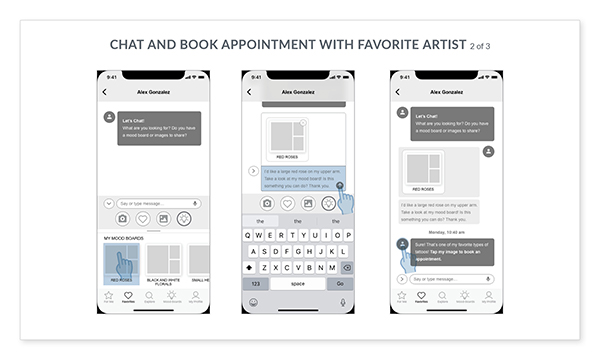 CHAT AND BOOK APPOINTMENT WITH FAVORITE ARTIST 2 of 3
9:41
Alex Gonzalez
Let's Chat!
What are you looking for? Do you have
a mood board or images to share?
Say or type message...
MY MOOD BOARDS
RED ROSES
BLACK AND WHITE
FLORALS
SMALL HE
For You
Favorites
Explore
Mood Boards
My Profile
9:41
Alex Gonzalez
RED ROSES
I'd like a large red rose on my upper arm.
Take a look at my mood board! Is this
something you can do? Thank you.
the
the
the
Q W E R T Y U I O P
A S D F G H J K L
Z X C V B N M
123
space
Go
9:41
Alex Gonzalez
Let's Chat!
What are you looking for? Do you have
a mood board or images to share?
RED ROSES
I'd like a large red rose on my upper arm.
Take a look at my mood board! Is this
something you can do? Thank you.
Monday, 10:40 am
Sure! That's one of my favorite types of
tattoos! Tap my image to book an
appointment.
Say or type message...
For You
Favorites
Explore
Mood Boards
My Profile